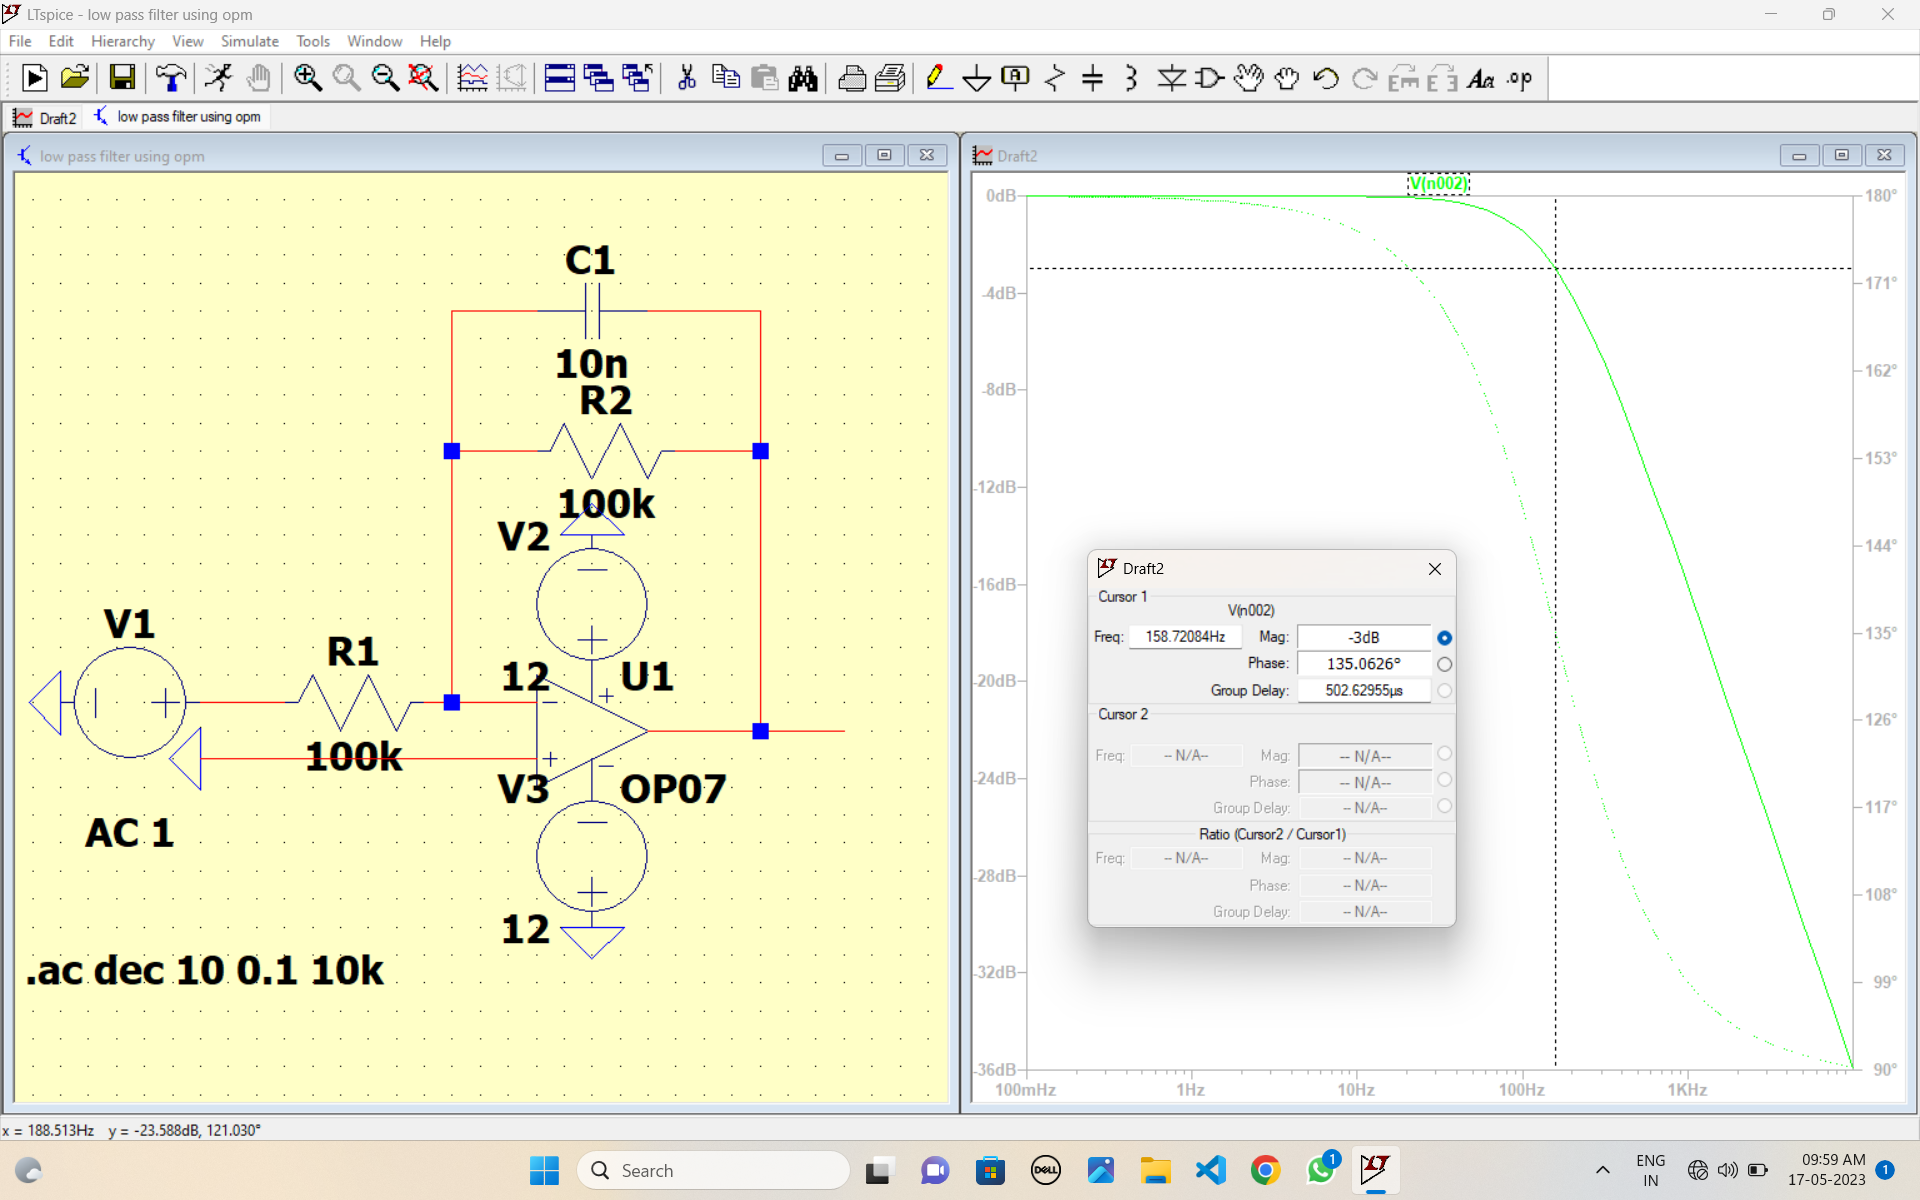 LTspice - low pass filter using opm
File Edit Hierarchy View Simulate Tools Window Help
Aa .op
Draft2 low pass filter using opm
low pass filter using opm
C1
10n
R2
100k
V2
V1
R1
12
U1
100k
V3
OP07
AC 1
12
.ac dec 10 0.1 10k
Draft2
V(n002)
0dB
-4dB
-8dB
-12dB
-16dB
-20dB
-24dB
-28dB
-32dB
-36dB
180°
171°
162°
153°
144°
135°
126°
117°
108°
99°
90°
100mHz 1Hz 10Hz 100Hz 1KHz
Draft2
Cursor 1
V(n002)
Freq: 158.72084Hz Mag: -3dB
Phase: 135.0626°
Group Delay: 502.62955µs
Cursor 2
Freq: -- N/A-- Mag: -- N/A--
Phase: -- N/A--
Group Delay: -- N/A--
Ratio (Cursor2 / Cursor1)
Freq: -- N/A-- Mag: -- N/A--
Phase: -- N/A--
Group Delay: -- N/A--
x = 188.513Hz y = -23.588dB, 121.030°
Search
DELL
1
ENG
IN
09:59 AM
17-05-2023
1